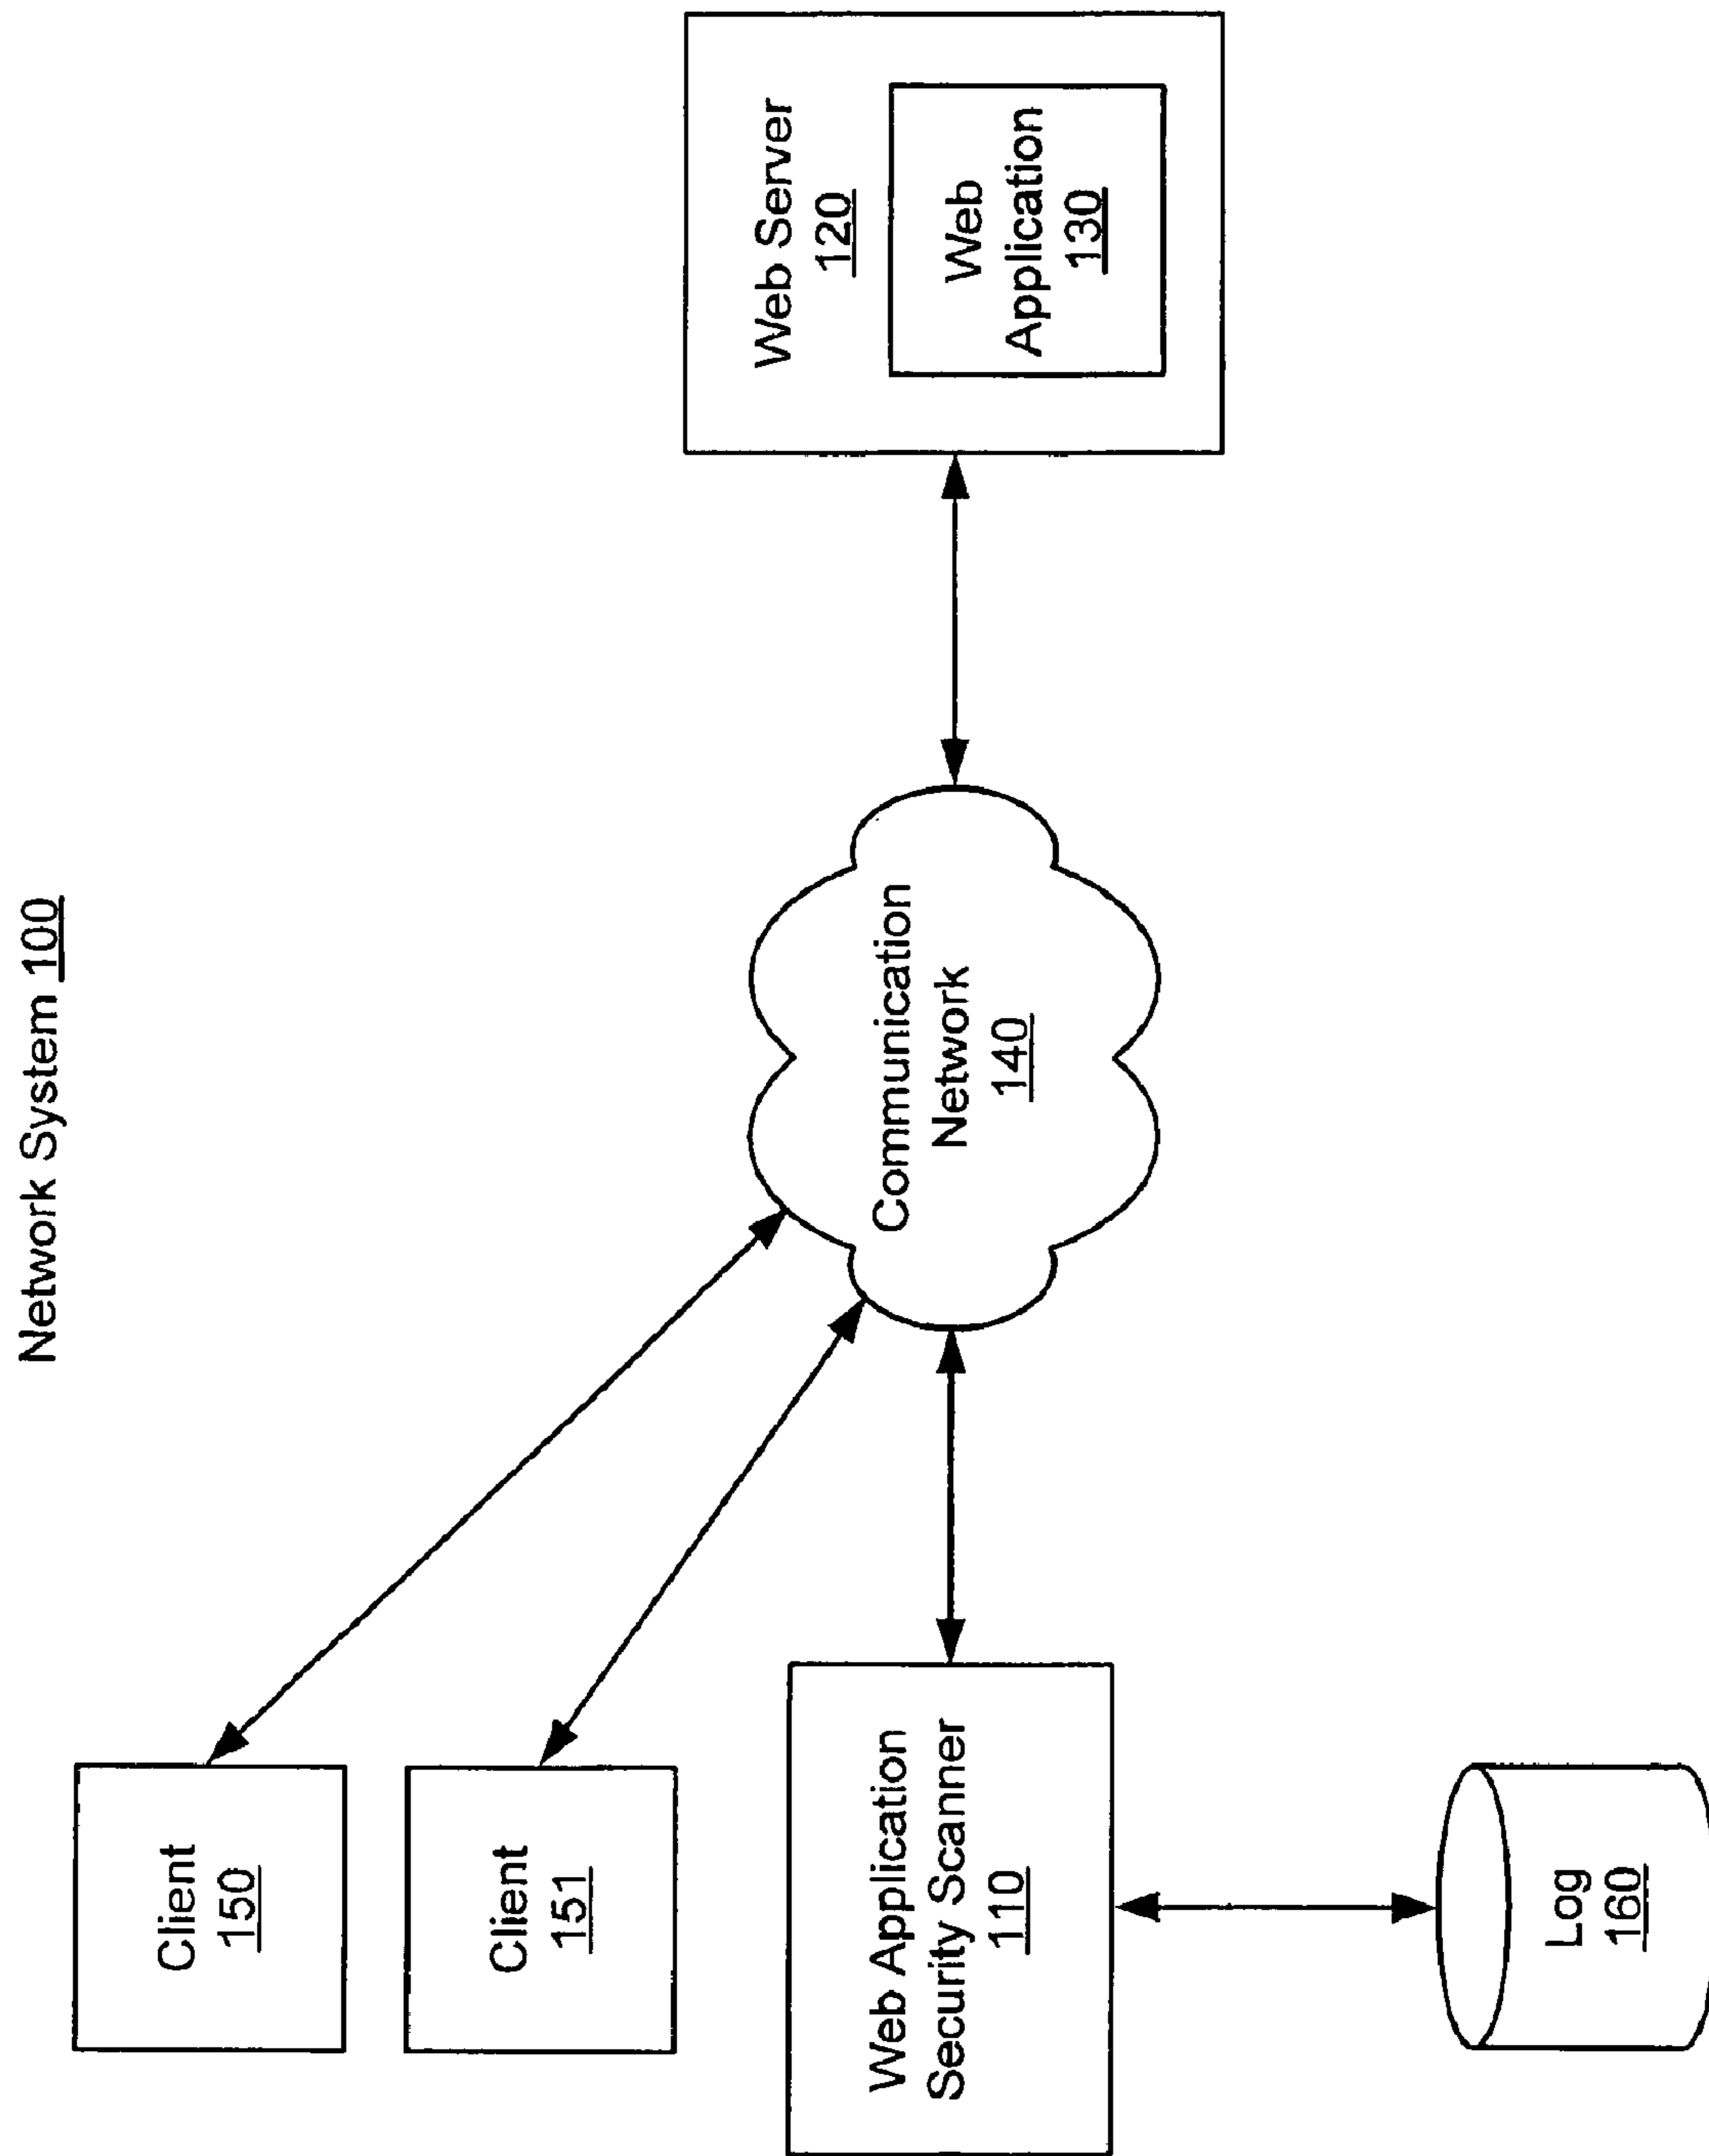 Network System 100
Client
150
Client
151
Web Application
Security Scanner
110
Log
160
Communication
Network
140
Web Server
120
Web
Application
130